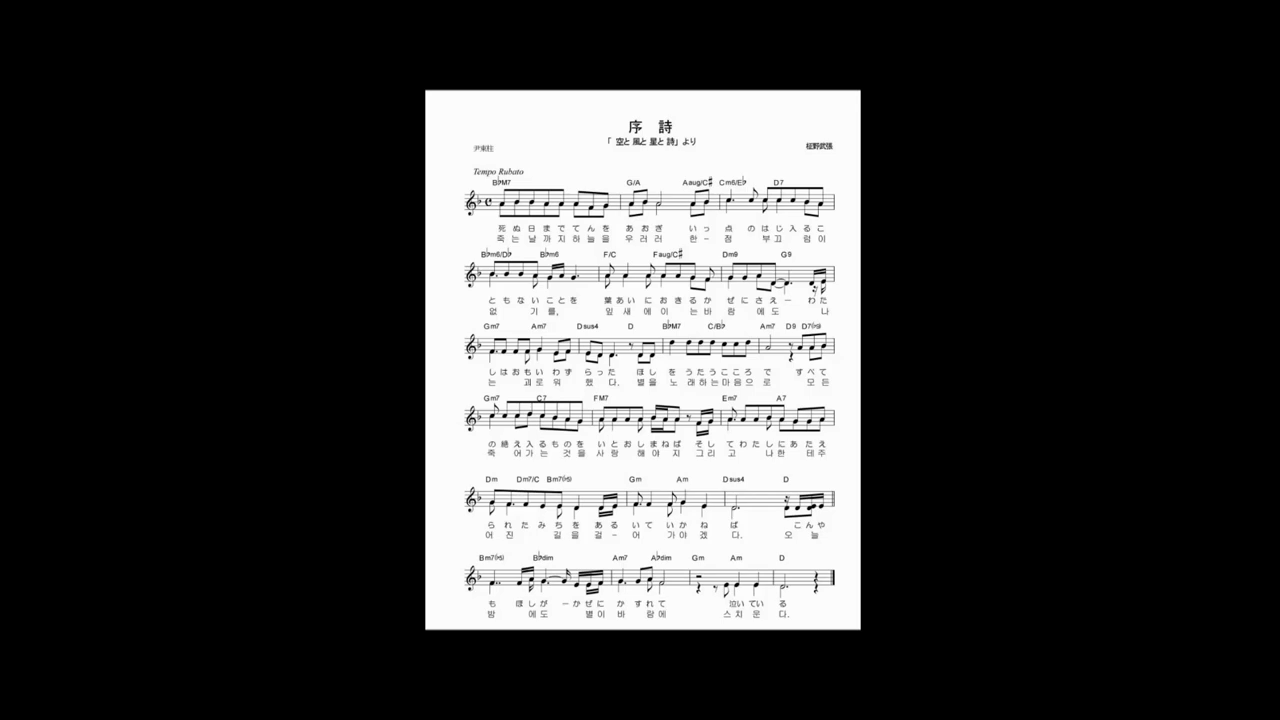 序 詩
「空と風と星と詩」より
尹東柱
柾野武張
Tempo Rubato
B♭M7 G/A Aaug/C# Cm6/E♭ D7
死ぬ日まで てんを あおぎ いっ点 のはじ入るこ
죽는 날까지 하늘을 우러러 한-점 부끄럼이
B♭m6/D♭ B♭m6 F/C Faug/C# Dm9 G9
ともないことを 葉あいにおきるか ぜにさえー わた
없 기를, 잎새에이 는바 람에도 나
Gm7 Am7 Dsus4 D B♭M7 C/B♭ Am7 D9 D7(♭9)
しはおもいわず らった ほしをうたうこころで すべて
는 괴로워 했다. 별을 노래하는마음으로 모든
Gm7 C7 FM7 Em7 A7
の絶え入るものを いとおしまねば そしてわたしにあたえ
죽어가는 것을 사랑 해야지 그리고 나한테주
Dm Dm7/C Bm7(♭5) Gm Am Dsus4 D
られたみちを ある いていかねば こんや
어진 길을 걸-어 가야겠다. 오늘
Bm7(♭5) B♭dim Am7 A♭dim Gm Am D
も ほしがーかぜに かすれて 泣いている
밤 에도 별이 바람에 스치운다.